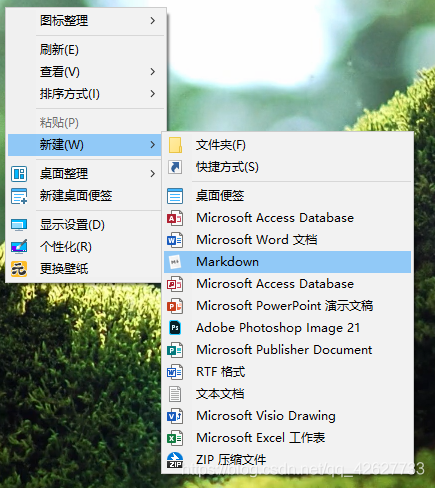 图标整理
刷新(E)
查看(V)
排序方式(I)
粘贴(P)
新建(W)
桌面整理
新建桌面便签
显示设置(D)
个性化(R)
更换壁纸
文件夹(F)
快捷方式(S)
桌面便签
Microsoft Access Database
Microsoft Word 文档
Markdown
Microsoft Access Database
Microsoft PowerPoint 演示文稿
Adobe Photoshop Image 21
Microsoft Publisher Document
RTF 格式
文本文档
Microsoft Visio Drawing
Microsoft Excel 工作表
ZIP 压缩文件
https://blog.csdn.net/qq_42627733